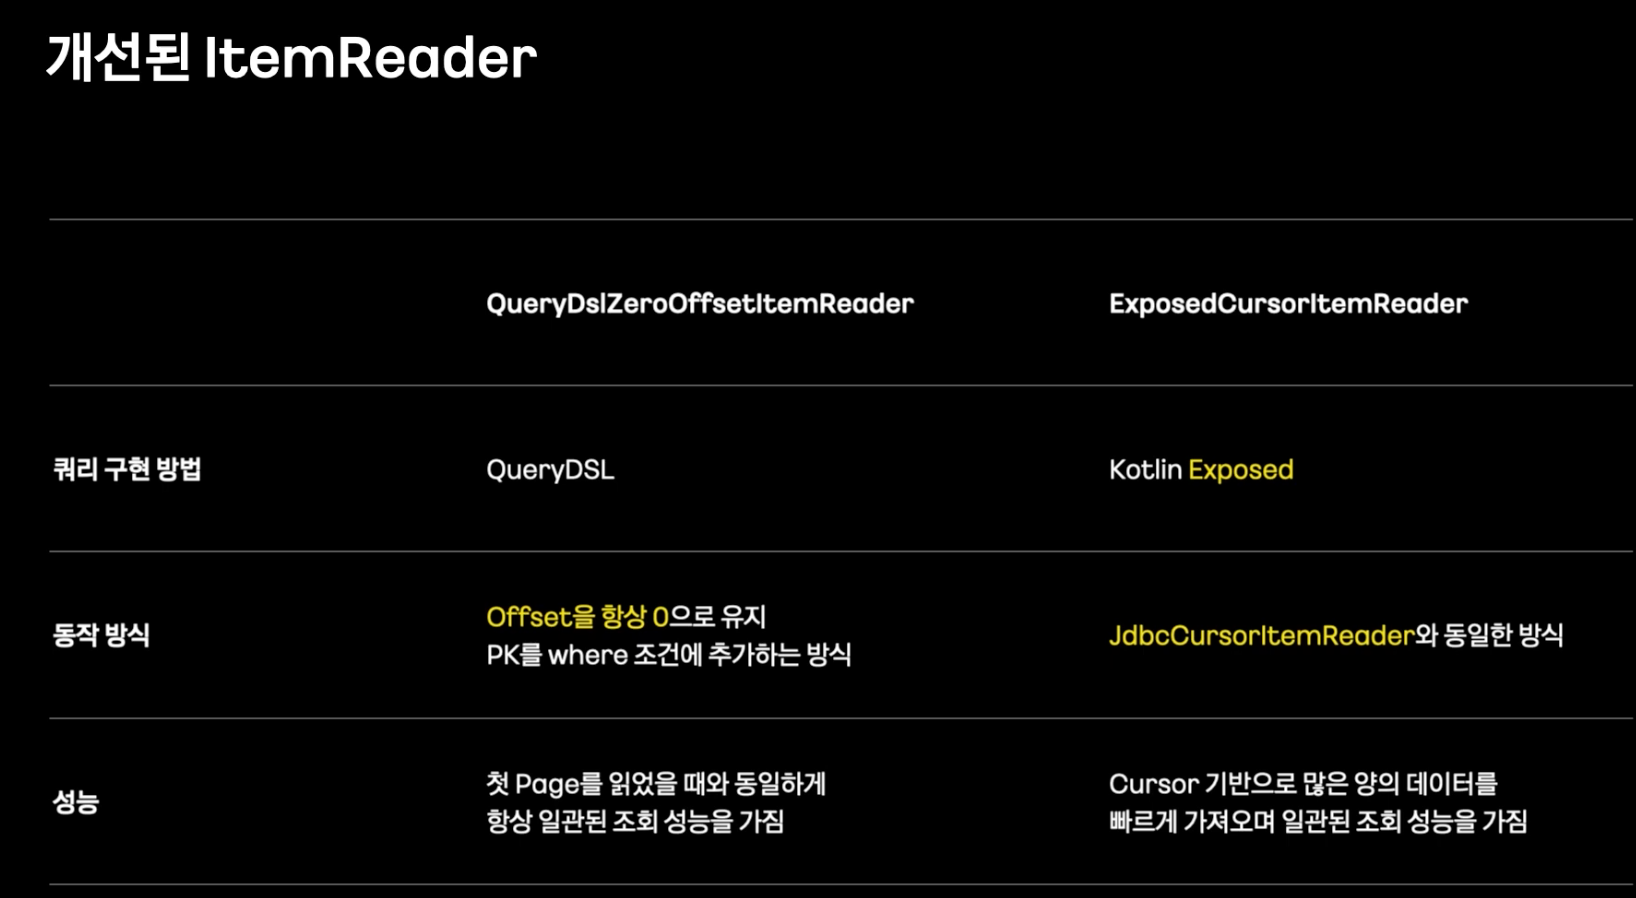 개선된 ItemReader
QueryDslZeroOffsetItemReader
ExposedCursorItemReader
쿼리 구현 방법
QueryDSL
Kotlin Exposed
동작 방식
Offset을 항상 0으로 유지
PK를 where 조건에 추가하는 방식
JdbcCursorItemReader와 동일한 방식
성능
첫 Page를 읽었을 때와 동일하게
항상 일관된 조회 성능을 가짐
Cursor 기반으로 많은 양의 데이터를
빠르게 가져오며 일관된 조회 성능을 가짐